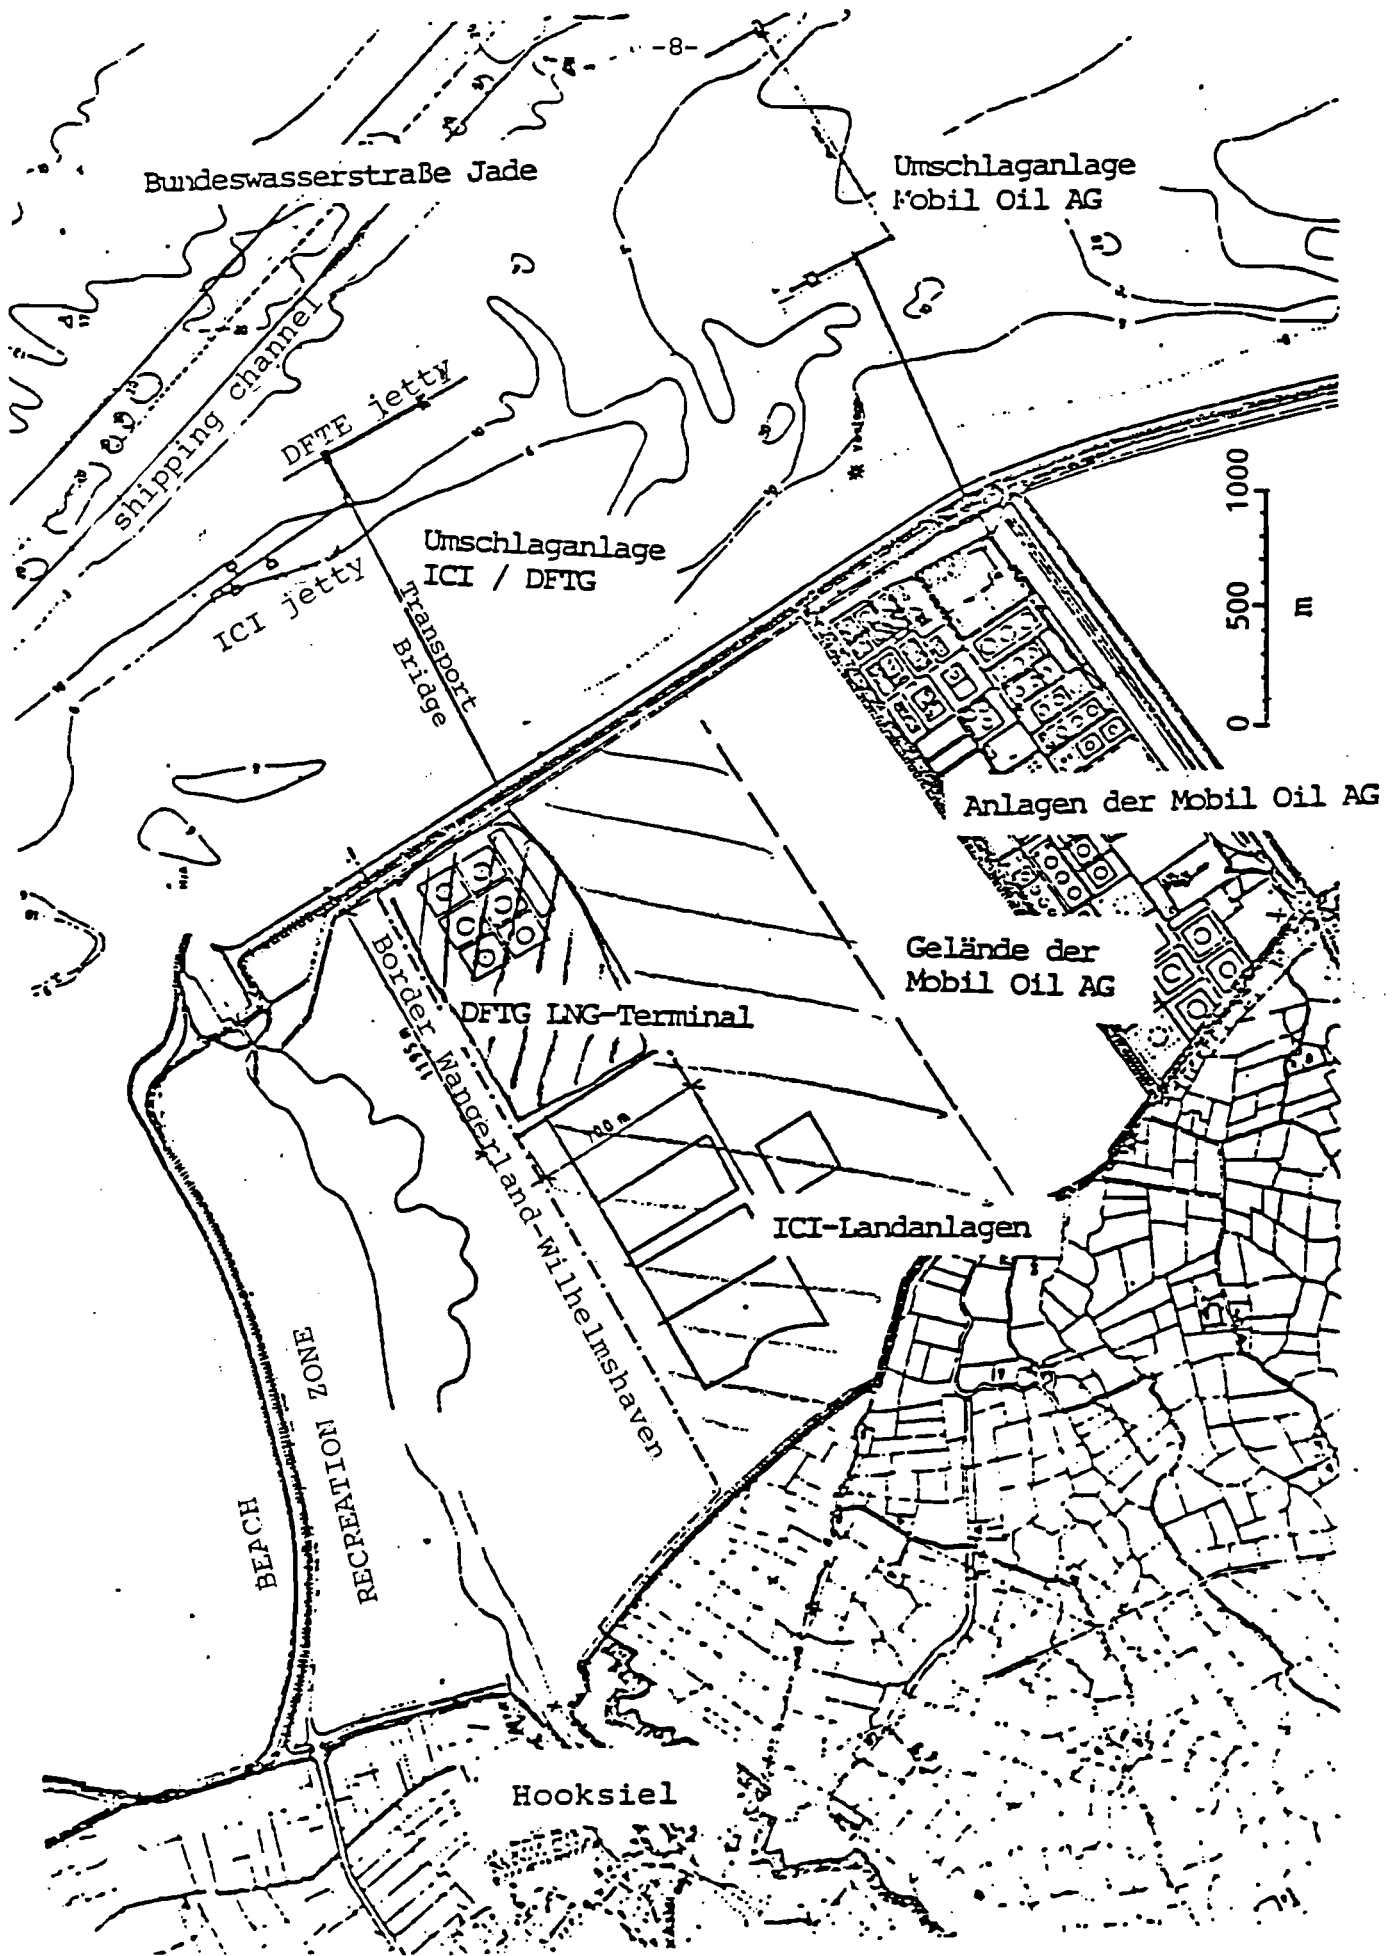 -8-
Bundeswasserstraße Jade
Umschlaganlage
Mobil Oil AG
shipping channel
DFTE jetty
Umschlaganlage
ICI / DFTG
ICI jetty
Transport
Bridge
1000
500
0
m
Anlagen der Mobil Oil AG
Gelände der
Mobil Oil AG
DFTG LNG-Terminal
Border Wangerland-Wilhelmshaven
700 m
ICI-Landanlagen
BEACH
RECREATION ZONE
Hooksiel